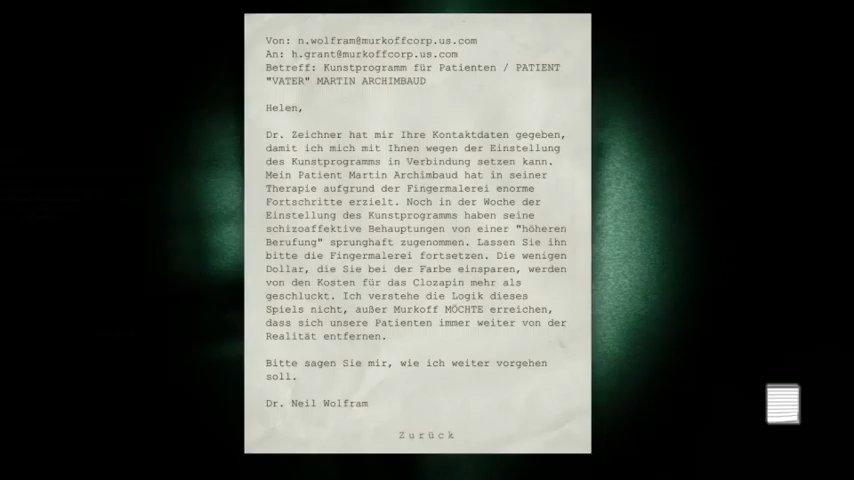 Von: n.wolfram@murkoffcorp.us.com
An: h.grant@murkoffcorp.us.com
Betreff: Kunstprogramm für Patienten / PATIENT
"VATER" MARTIN ARCHIMBAUD
Helen,
Dr. Zeichner hat mir Ihre Kontaktdaten gegeben,
damit ich mich mit Ihnen wegen der Einstellung
des Kunstprogramms in Verbindung setzen kann.
Mein Patient Martin Archimbaud hat in seiner
Therapie aufgrund der Fingermalerei enorme
Fortschritte erzielt. Noch in der Woche der
Einstellung des Kunstprogramms haben seine
schizoaffektive Behauptungen von einer "höheren
Berufung" sprunghaft zugenommen. Lassen Sie ihn
bitte die Fingermalerei fortsetzen. Die wenigen
Dollar, die Sie bei der Farbe einsparen, werden
von den Kosten für das Clozapin mehr als
geschluckt. Ich verstehe die Logik dieses
Spiels nicht, außer Murkoff MÖCHTE erreichen,
dass sich unsere Patienten immer weiter von der
Realität entfernen.
Bitte sagen Sie mir, wie ich weiter vorgehen
soll.
Dr. Neil Wolfram
Zurück